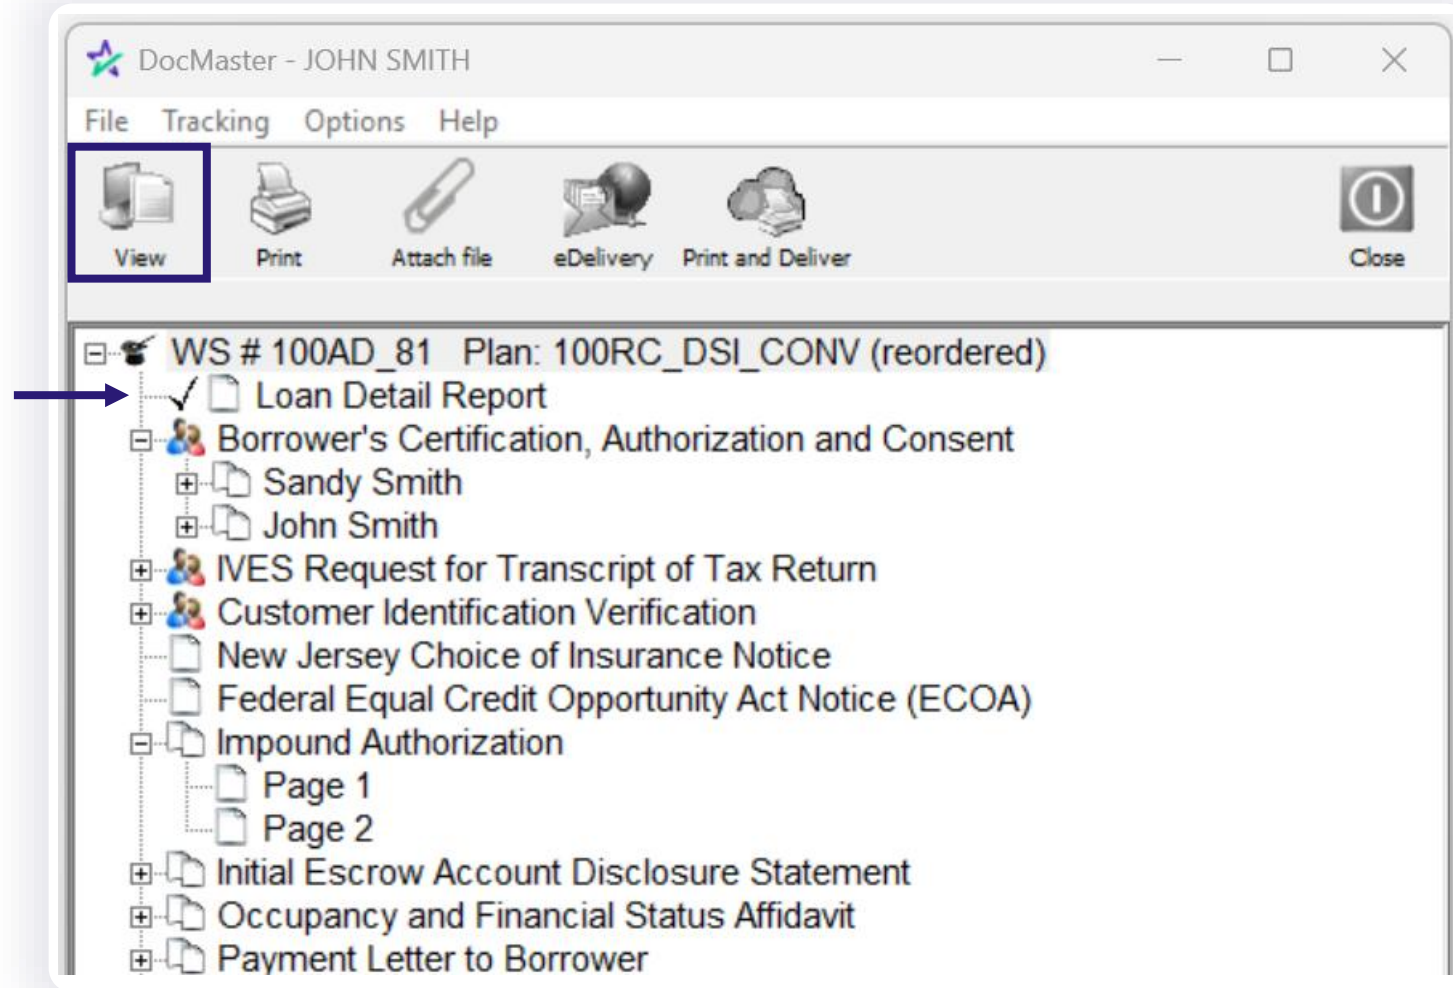 DocMaster - JOHN SMITH
File Tracking Options Help
View Print Attach file eDelivery Print and Deliver Close
WS # 100AD_81 Plan: 100RC_DSI_CONV (reordered)
Loan Detail Report
Borrower's Certification, Authorization and Consent
Sandy Smith
John Smith
IVES Request for Transcript of Tax Return
Customer Identification Verification
New Jersey Choice of Insurance Notice
Federal Equal Credit Opportunity Act Notice (ECOA)
Impound Authorization
Page 1
Page 2
Initial Escrow Account Disclosure Statement
Occupancy and Financial Status Affidavit
Payment Letter to Borrower